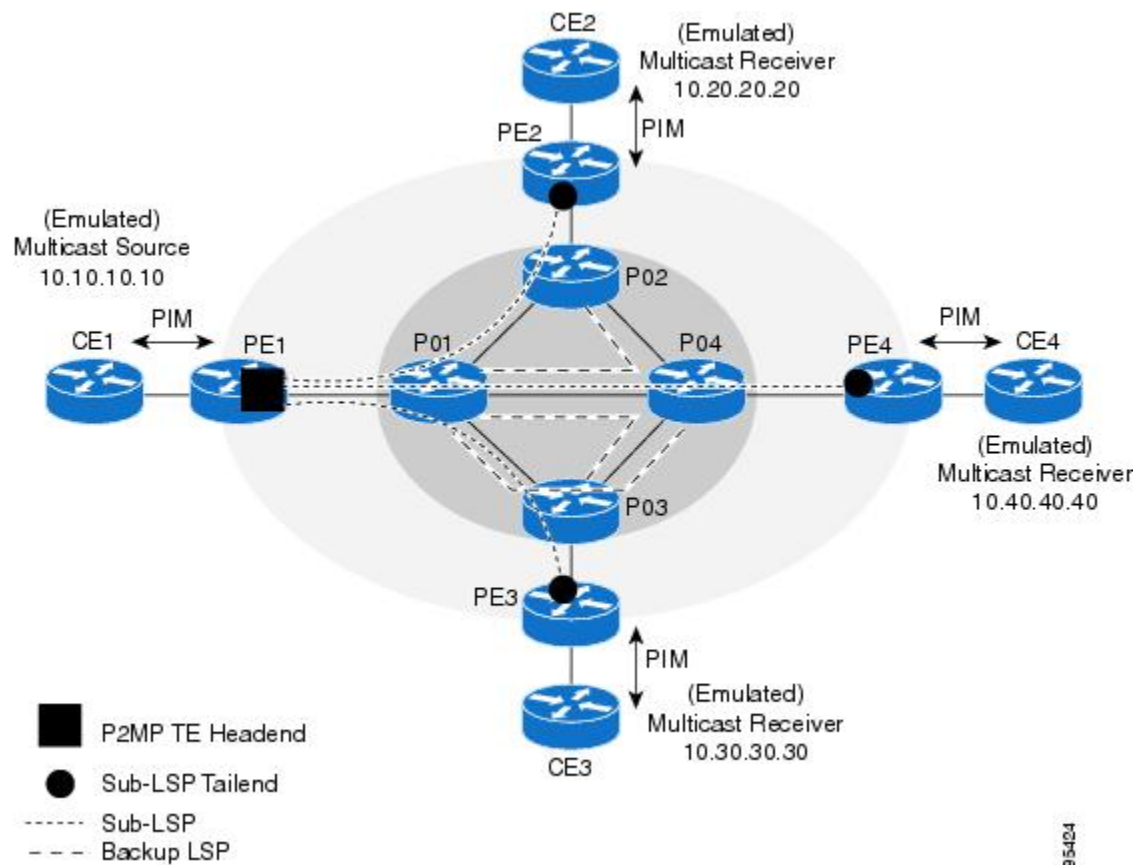 CE2
(Emulated)
Multicast Receiver
10.20.20.20
PE2
PIM
(Emulated)
Multicast Source
10.10.10.10
P02
PIM
CE1
PE1
P01
P04
PE4
PIM
CE4
(Emulated)
Multicast Receiver
10.40.40.40
P03
PE3
PIM
(Emulated)
Multicast Receiver
10.30.30.30
CE3
P2MP TE Headend
Sub-LSP Tailend
Sub-LSP
Backup LSP